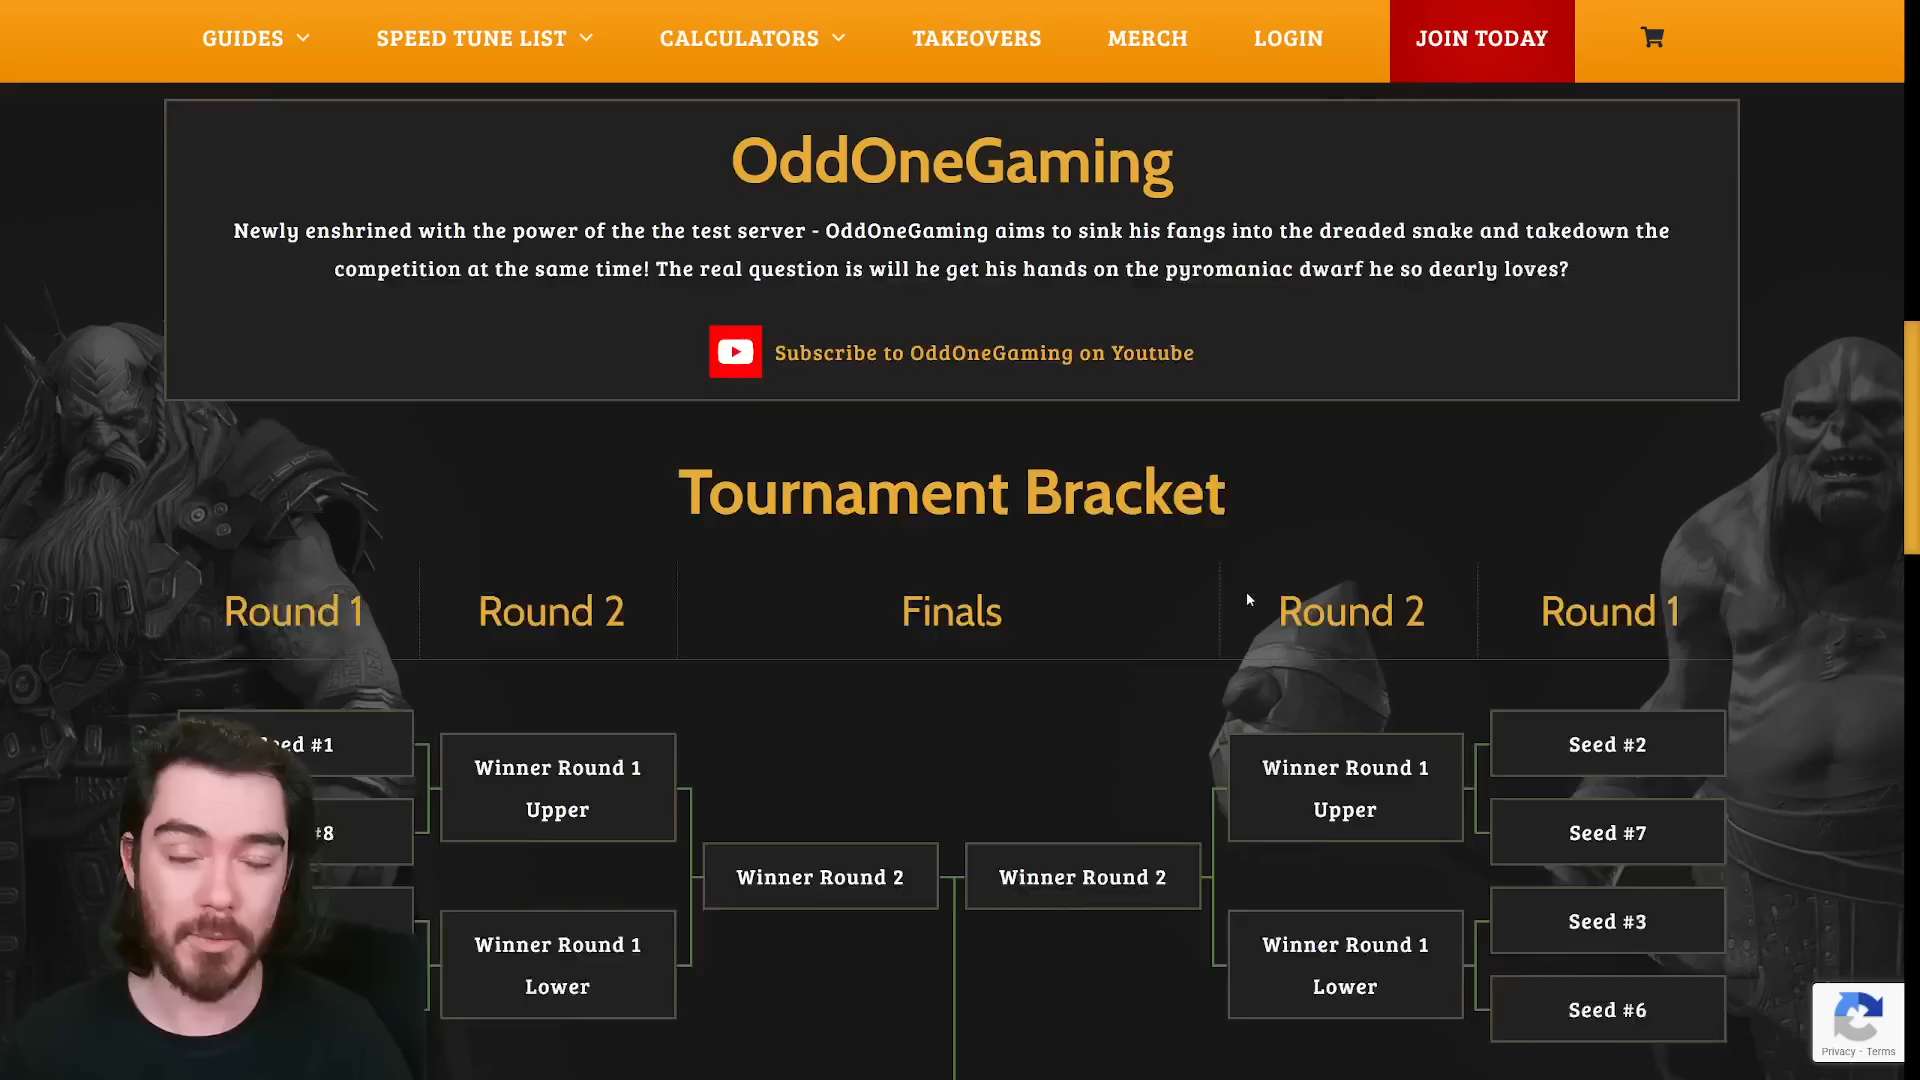 GUIDES SPEED TUNE LIST CALCULATORS TAKEOVERS MERCH LOGIN JOIN TODAY
OddOneGaming
Newly enshrined with the power of the the test server - OddOneGaming aims to sink his fangs into the dreaded snake and takedown the
competition at the same time! The real question is will he get his hands on the pyromaniac dwarf he so dearly loves?
Subscribe to OddOneGaming on Youtube
Tournament Bracket
Round 1 Round 2 Finals Round 2 Round 1
#1
Seed #2
Winner Round 1
Upper
Winner Round 1
Upper
#8
Seed #7
Winner Round 2
Winner Round 2
Seed #3
Winner Round 1
Lower
Winner Round 1
Lower
Seed #6
Privacy - Terms